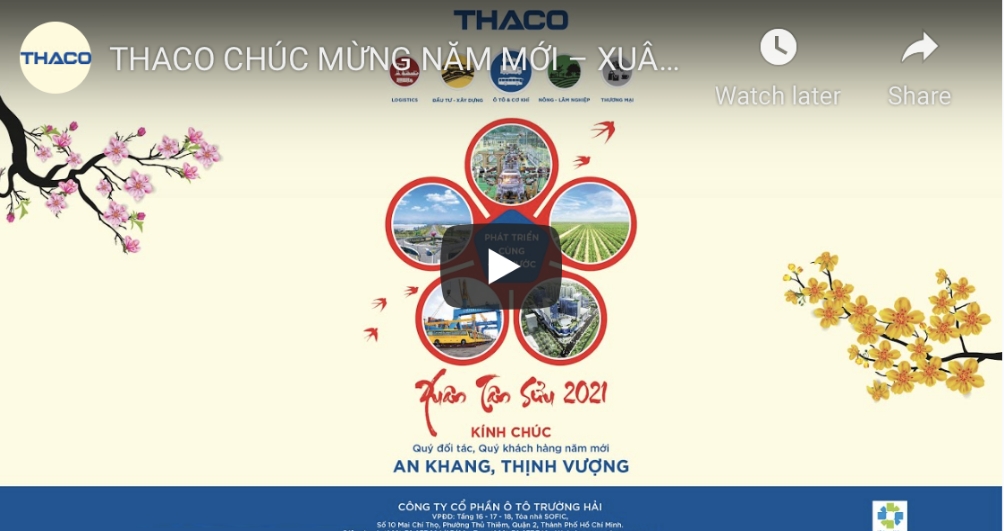 THACO
THACO
THACO CHÚC MỪNG NĂM MỚI – XUÂ...
Watch later
Share
LOGISTICS
ĐẦU TƯ - XÂY DỰNG
Ô TÔ & CƠ KHÍ
NÔNG - LÂM NGHIỆP
THƯƠNG MẠI
PHÁT TRIỂN
CÙNG
Xuân Tân Sửu 2021
KÍNH CHÚC
Quý đối tác, Quý khách hàng năm mới
AN KHANG, THỊNH VƯỢNG
CÔNG TY CỔ PHẦN Ô TÔ TRƯỜNG HẢI
VPĐD: Tầng 16 - 17 - 18, Tòa nhà SOFIC,
Số 10 Mai Chí Thọ, Phường Thủ Thiêm, Quận 2, Thành Phố Hồ Chí Minh.